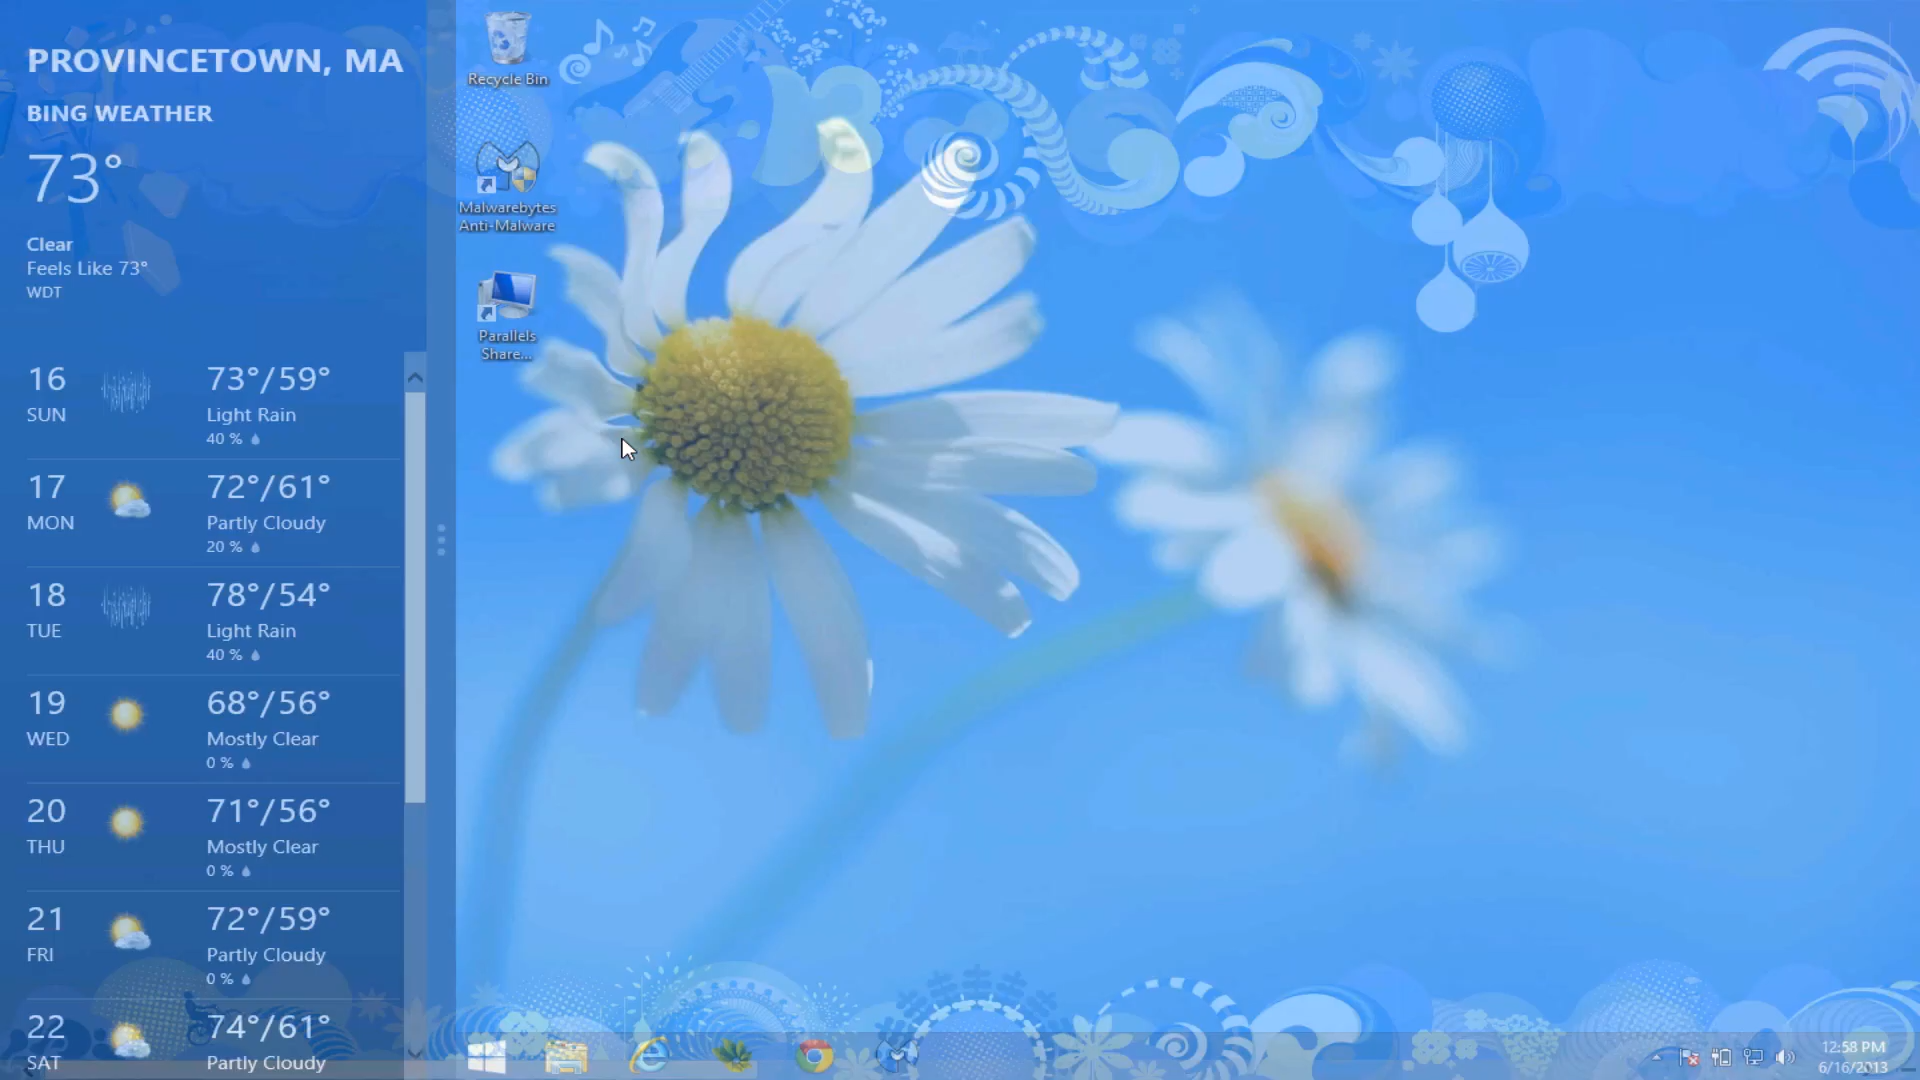 PROVINCETOWN, MA
BING WEATHER
73°
Clear
Feels Like 73°
WDT
16
SUN
73°/59°
Light Rain
40 %
17
MON
72°/61°
Partly Cloudy
20 %
18
TUE
78°/54°
Light Rain
40 %
19
WED
68°/56°
Mostly Clear
0 %
20
THU
71°/56°
Mostly Clear
0 %
21
FRI
72°/59°
Partly Cloudy
0 %
22
SAT
74°/61°
Partly Cloudy
Recycle Bin
Malwarebytes
Anti-Malware
Parallels
Share...
12:58 PM
6/16/2013